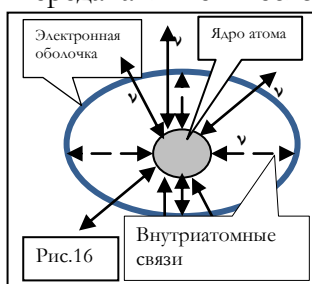 Электронная
оболочка
ν
Ядро атома
ν
ν
ν
Рис.16
Внутриатомные
связи